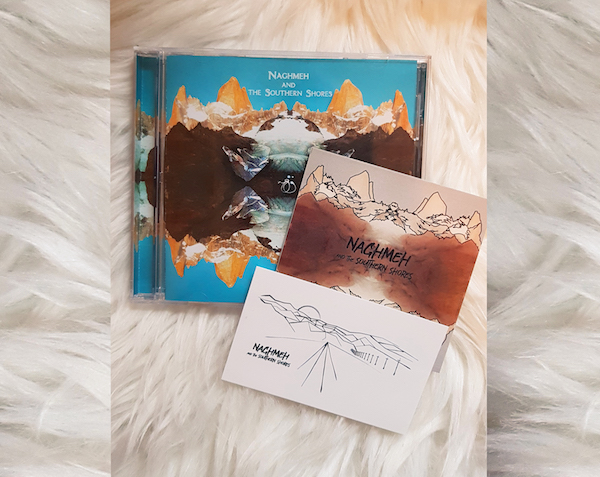 NAGHMEH
AND
THE SOUTHERN SHORES
NAGHMEH
AND THE SOUTHERN SHORES
NAGHMEH
AND THE SOUTHERN SHORES